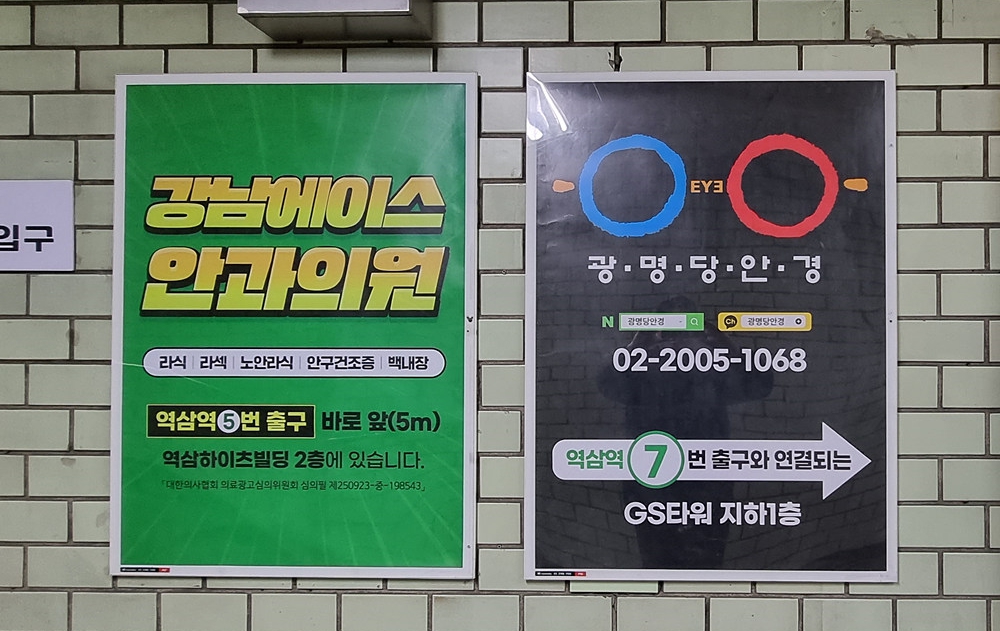 입구
강남에이스
안과의원
라식 | 라섹 | 노안라식 | 안구건조증 | 백내장
역삼역 5번 출구 바로 앞(5m)
역삼하이츠빌딩 2층에 있습니다.
「대한의사협회 의료광고심의위원회 심의필 제250923-중-198543」
EYE
광·명·당·안·경
N 광명당안경 Ch 광명당안경
02-2005-1068
역삼역 7번 출구와 연결되는
GS타워 지하1층